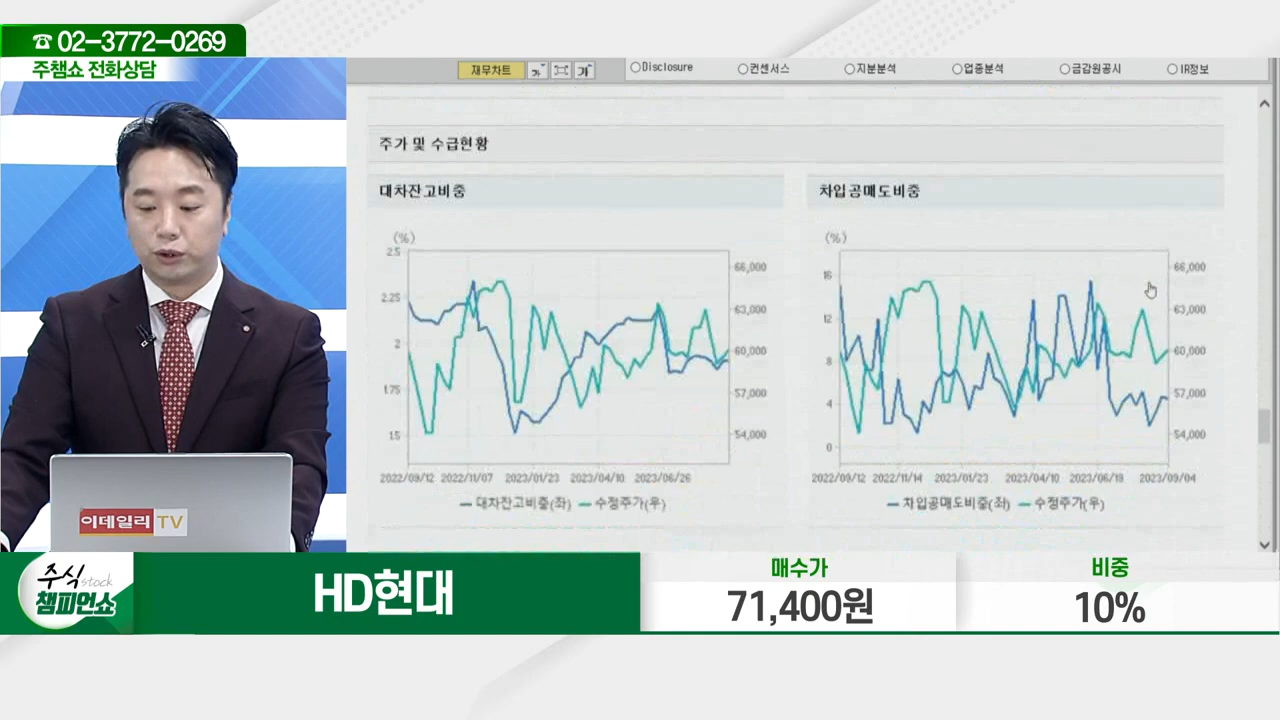 ☎ 02-3772-0269
주챔쇼 전화상담
재무차트 가 가 Disclosure 컨센서스 지분분석 업종분석 금감원공시 IR정보
주가 및 수급현황
대차잔고비중 차입공매도비중
(%) (%)
2.5
66,000 16 66,000
2.25 63,000 12 63,000
2 60,000 8 60,000
1.75 57,000 4 57,000
1.5 54,000 0 54,000
2022/09/12 2022/11/07 2023/01/23 2023/04/10 2023/06/26 2022/09/12 2022/11/14 2023/01/23 2023/04/10 2023/06/19 2023/09/04
대차잔고비중(좌) 수정주가(우) 차입공매도비중(좌) 수정주가(우)
이데일리 TV
주식 stock
챔피언쇼
HD현대
매수가 비중
71,400원 10%